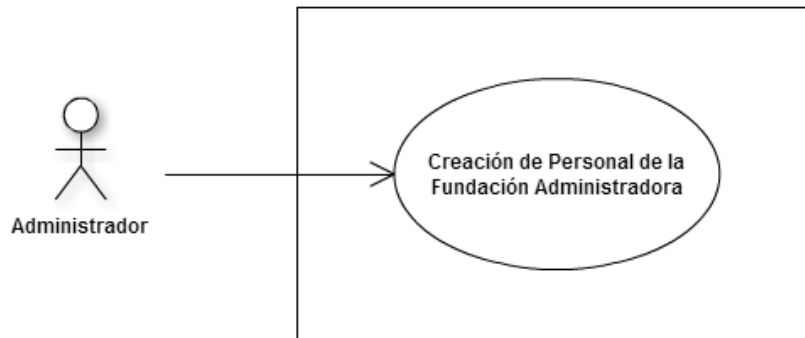 Creación de Personal de la
Fundación Administradora
Administrador